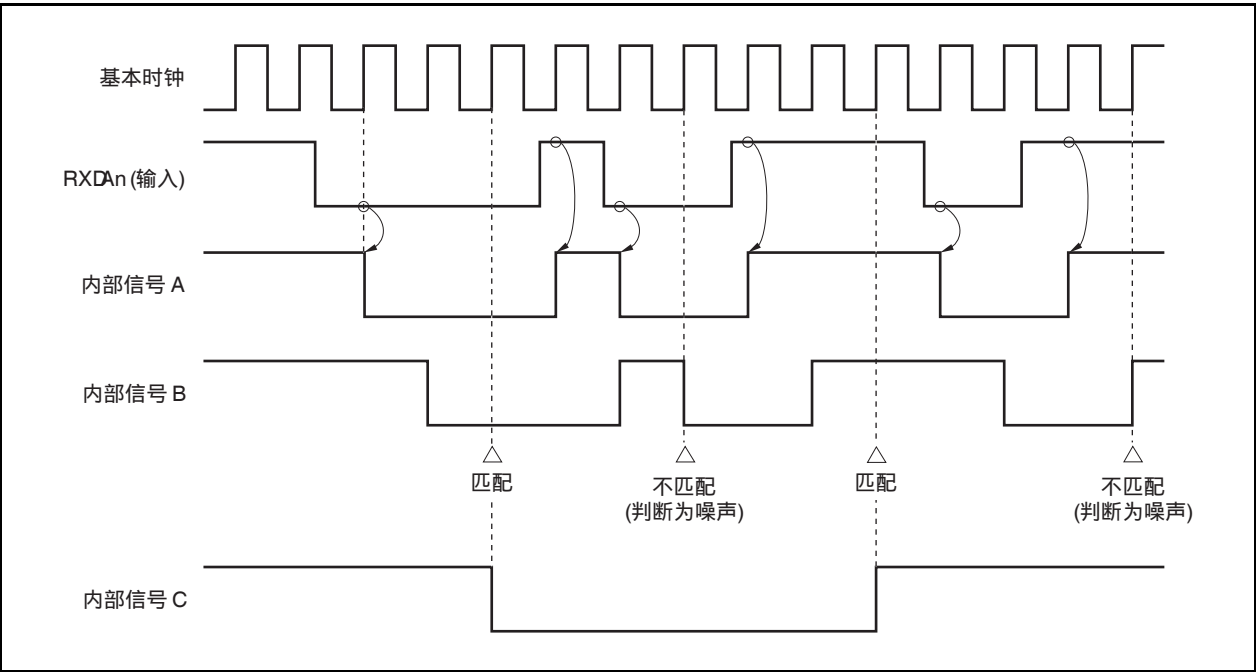 基本时钟
RXDAn (输入)
内部信号 A
内部信号 B
匹配
不匹配
(判断为噪声)
匹配
不匹配
(判断为噪声)
内部信号 C